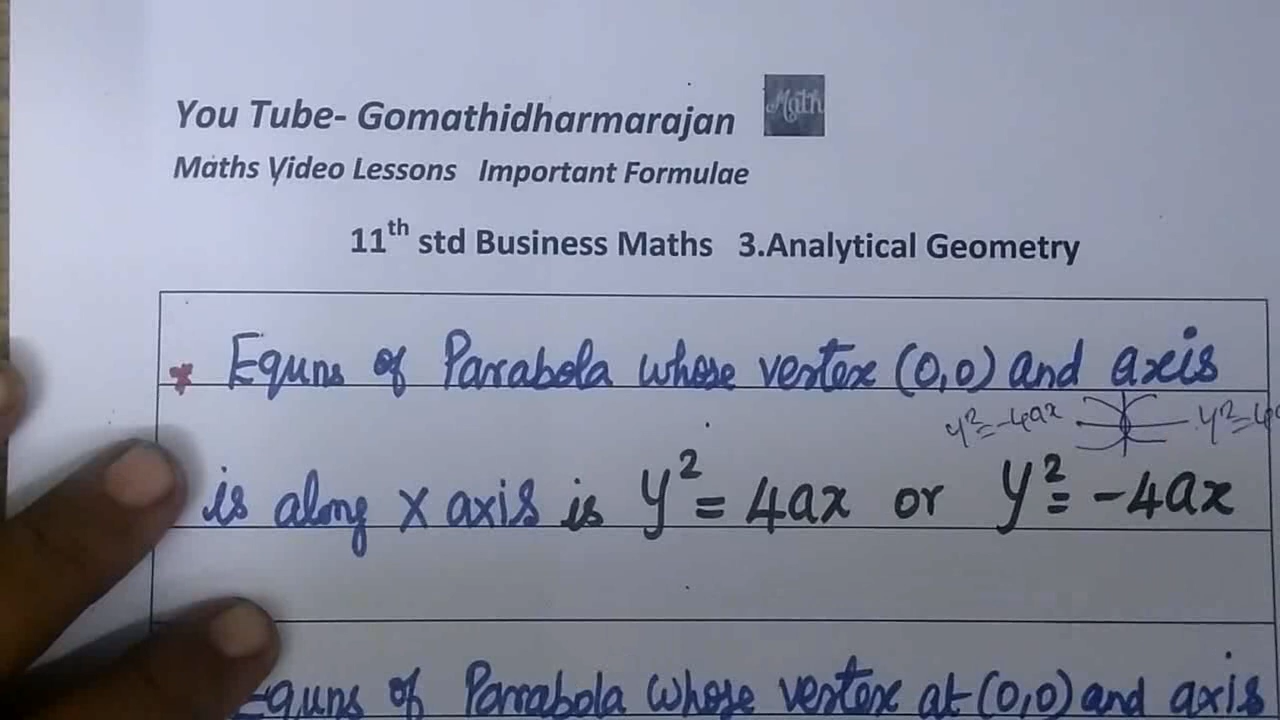 You Tube- Gomathidharmarajan
Math
Maths Video Lessons Important Formulae
11th std Business Maths 3.Analytical Geometry
* Equns of Parabola whose vertex (0,0) and axis
y²=-4ax
is along x axis is y² = 4ax or y² = -4ax
Equns of Parrabola whose vertex at (0,0) and axis